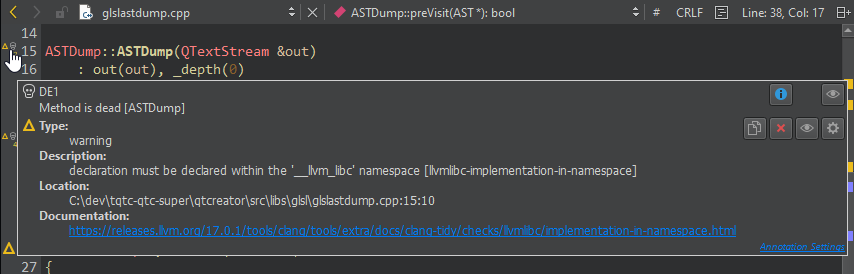 glslastdump.cpp
ASTDump::preVisit(AST *): bool
#
CRLF
Line: 38, Col: 17
14
15 ASTDump::ASTDump(QTextStream &out)
16 : out(out), _depth(0)
DE1
Method is dead [ASTDump]
Type:
warning
Description:
declaration must be declared within the '__llvm_libc' namespace [llvmlibc-implementation-in-namespace]
Location:
C:\dev\tqtc-qtc-super\qtcreator\src\libs\glsl\glslastdump.cpp:15:10
Documentation:
https://releases.llvm.org/17.0.1/tools/clang/tools/extra/docs/clang-tidy/checks/llvmlibc/implementation-in-namespace.html
Annotation Settings
27 {